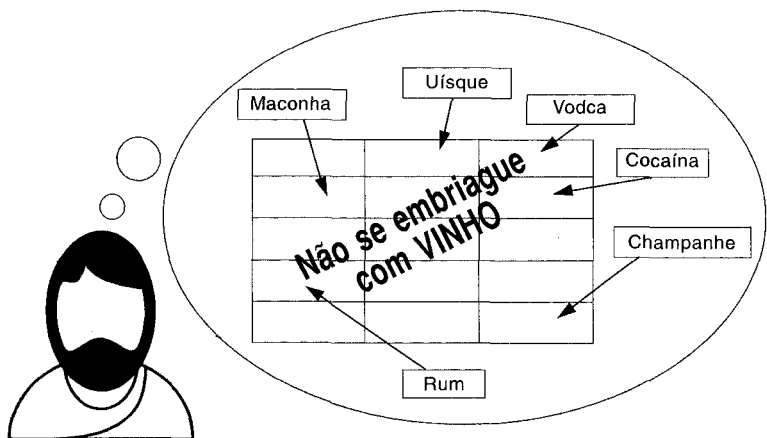 Uísque
Maconha
Vodca
Cocaína
Não se embriague
com VINHO
Champanhe
Rum